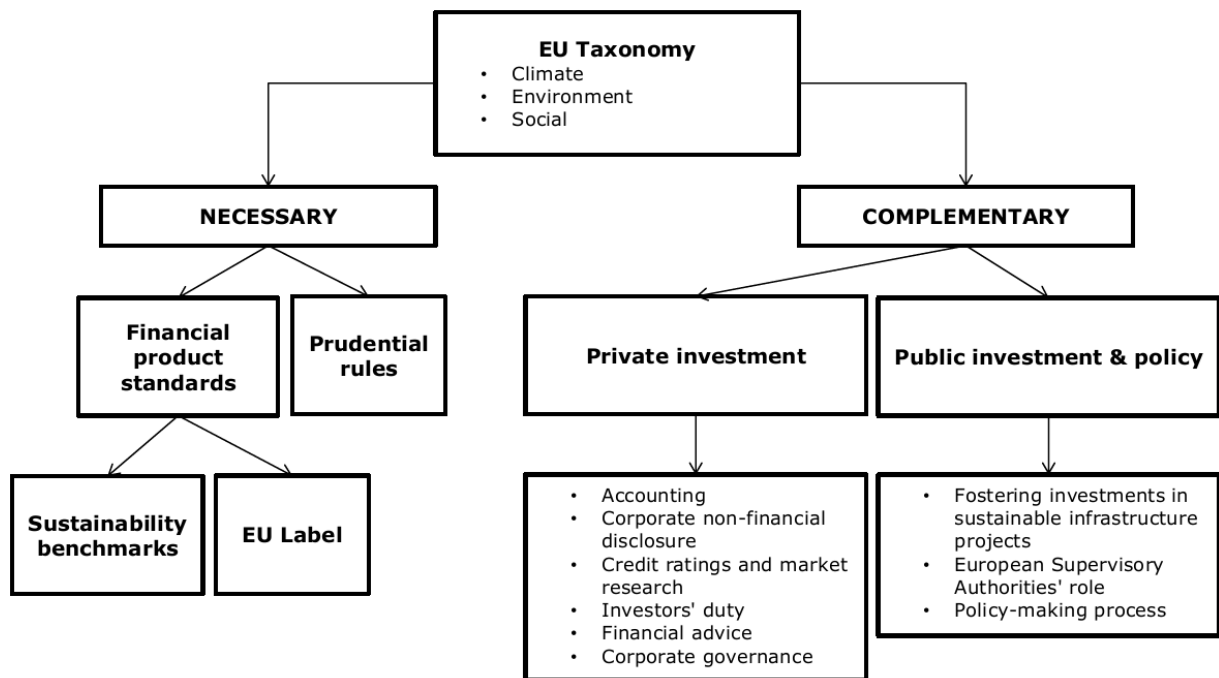 EU Taxonomy
• Climate
• Environment
• Social
NECESSARY
COMPLEMENTARY
Financial
product
standards
Prudential
rules
Private investment
Public investment & policy
Sustainability
benchmarks
EU Label
• Accounting
• Corporate non-financial
disclosure
• Credit ratings and market
research
• Investors' duty
• Financial advice
• Corporate governance
• Fostering investments in
sustainable infrastructure
projects
• European Supervisory
Authorities' role
• Policy-making process